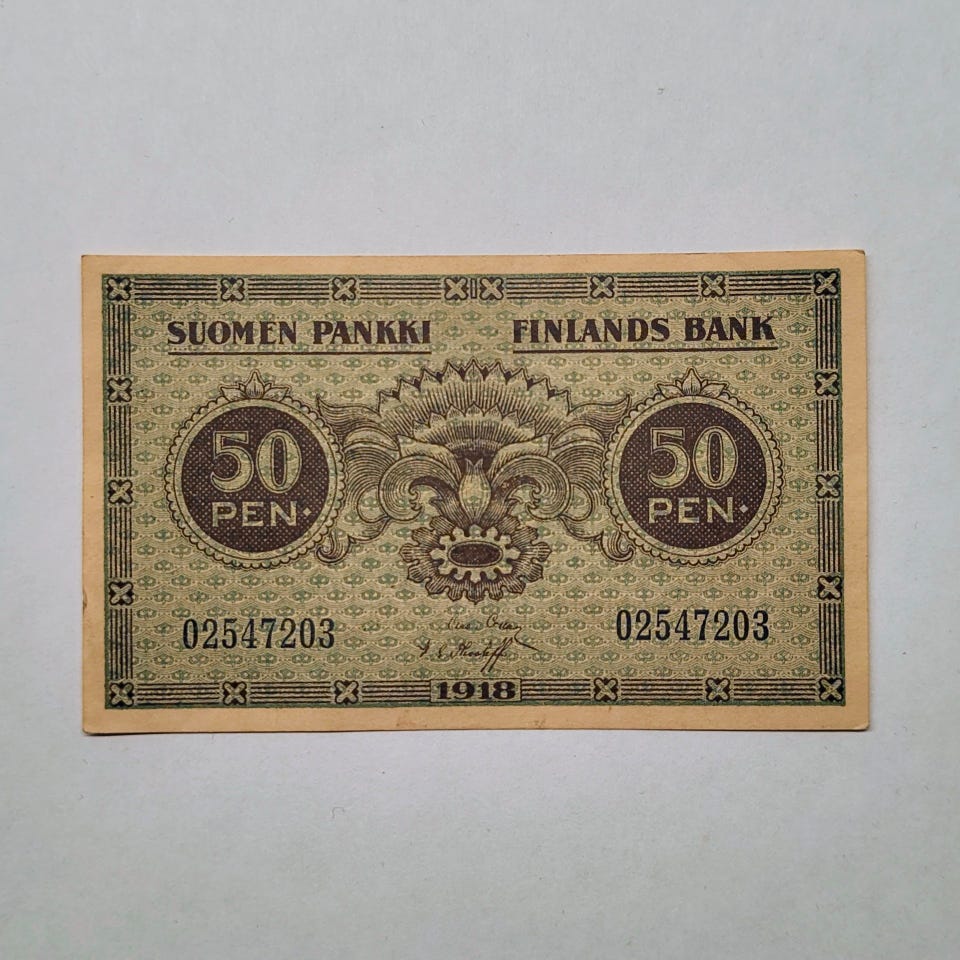 SUOMEN PANKKI FINLANDS BANK
50 PEN· 50 PEN·
02547203 02547203
1918